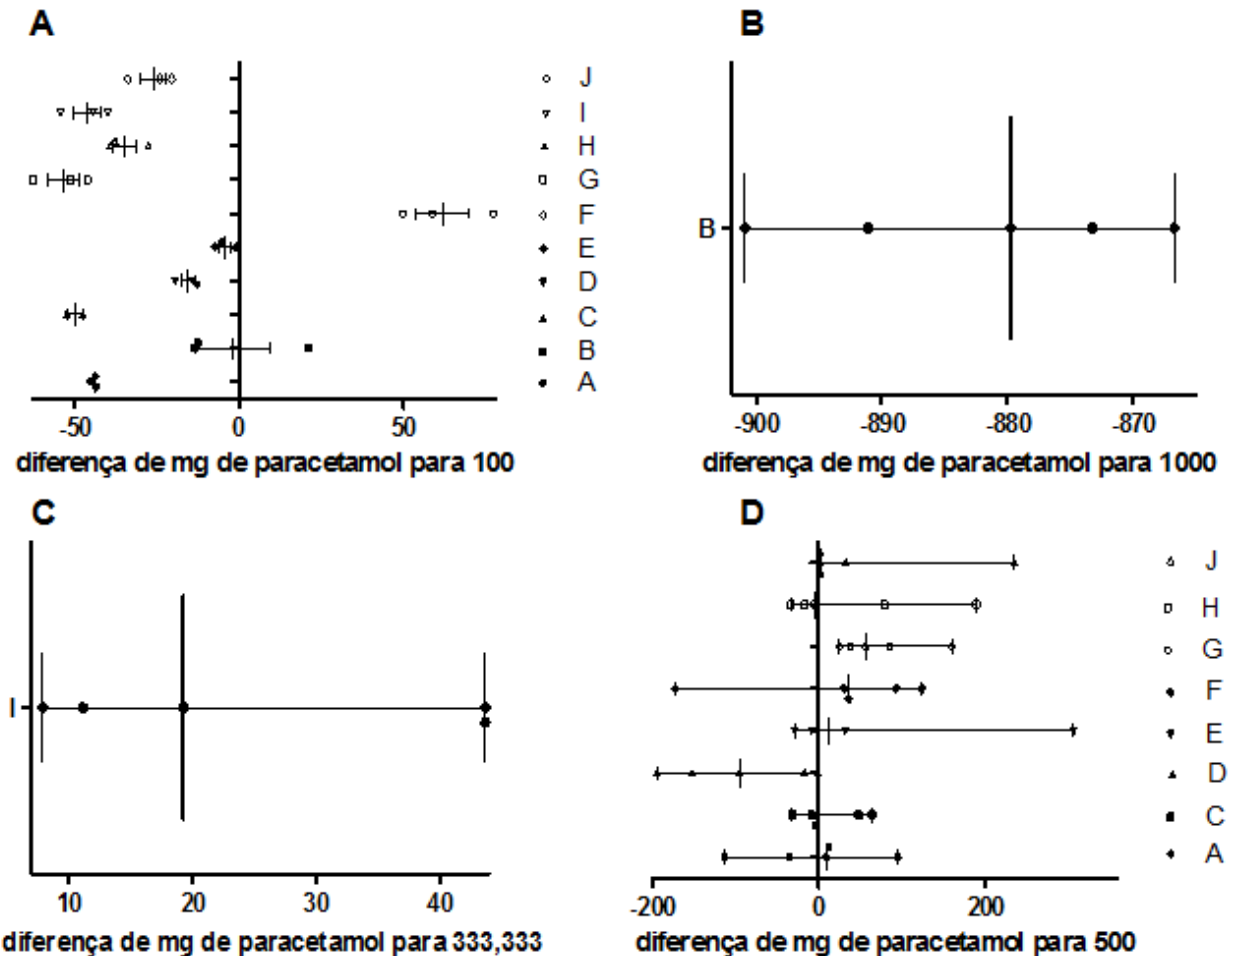 A
J
I
H
G
F
E
D
C
B
A
-50 0 50
diferença de mg de paracetamol para 100
B
B
-900 -890 -880 -870
diferença de mg de paracetamol para 1000
C
I
10 20 30 40
diferença de mg de paracetamol para 333,333
D
J
H
G
F
E
D
C
A
-200 0 200
diferença de mg de paracetamol para 500